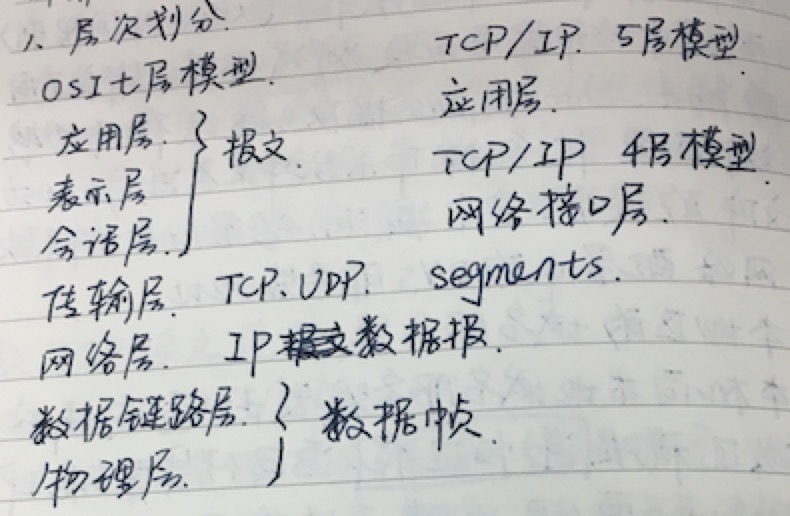 1、层次划分.
OSI七层模型.
应用层.
表示层
会话层.
报文.
传输层. TCP.UDP. segments.
网络层. IP 数据报.
数据链路层.
物理层.
数据帧.
TCP/IP. 5层模型.
应用层.
TCP/IP 4层模型.
网络接口层.